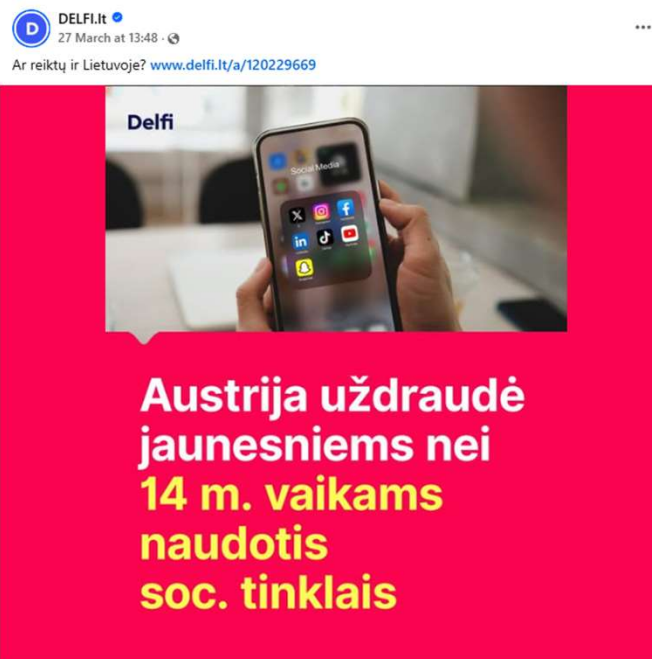 DELFI.lt
27 March at 13:48 ·
Ar reiktų ir Lietuvoje? www.delfi.lt/a/120229669
Delfi
Social Media
Austrija uždraudė
jaunesniems nei
14 m. vaikams
naudotis
soc. tinklais